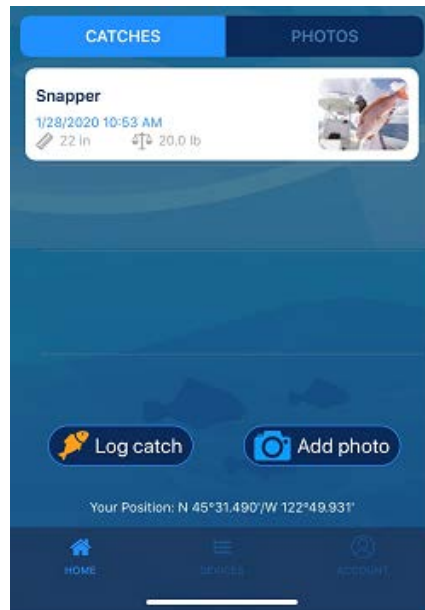 CATCHES
PHOTOS
Snapper
1/28/2020 10:53 AM
22 in
20.0 lb
Log catch
Add photo
Your Position: N 45°31.490'/W 122°49.931'
HOME
DEVICES
ACCOUNT